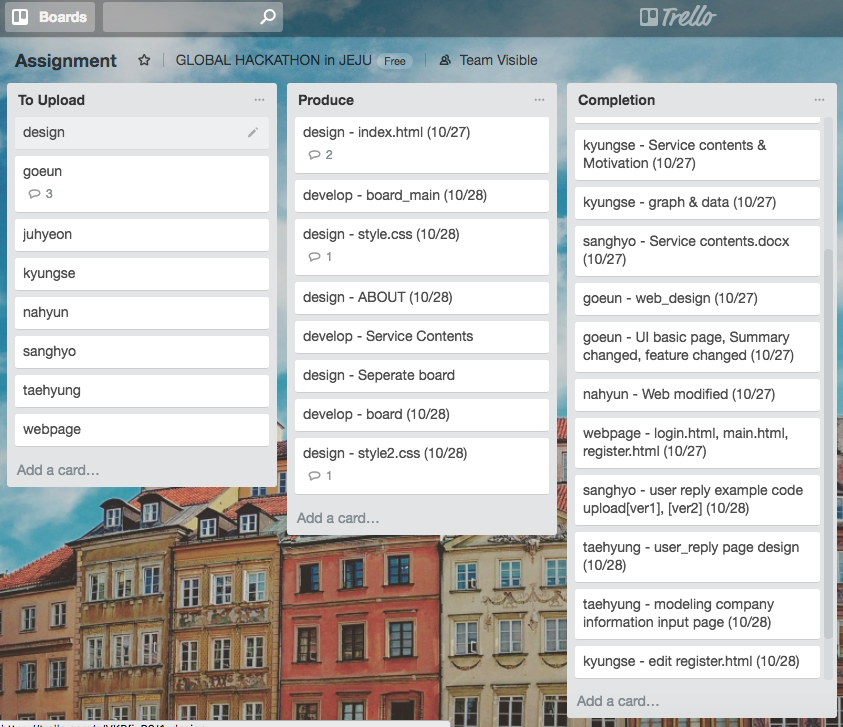 Boards
Trello
Assignment
GLOBAL HACKATHON in JEJU
Free
Team Visible
To Upload
design
goeun
3
juhyeon
kyungse
nahyun
sanghyo
taehyung
webpage
Add a card...
Produce
design - index.html (10/27)
2
develop - board_main (10/28)
design - style.css (10/28)
1
design - ABOUT (10/28)
develop - Service Contents
design - Seperate board
develop - board (10/28)
design - style2.css (10/28)
1
Add a card...
Completion
kyungse - Service contents &
Motivation (10/27)
kyungse - graph & data (10/27)
sanghyo - Service contents.docx
(10/27)
goeun - web_design (10/27)
goeun - UI basic page, Summary
changed, feature changed (10/27)
nahyun - Web modified (10/27)
webpage - login.html, main.html,
register.html (10/27)
sanghyo - user reply example code
upload[ver1], [ver2] (10/28)
taehyung - user_reply page design
(10/28)
taehyung - modeling company
information input page (10/28)
kyungse - edit register.html (10/28)
Add a card...